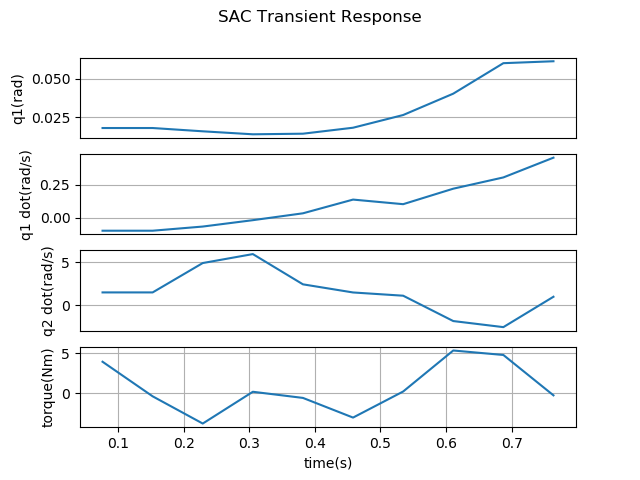 SAC Transient Response
q1(rad)
0.050
0.025
q1 dot(rad/s)
0.25
0.00
q2 dot(rad/s)
5
0
torque(Nm)
5
0
0.1 0.2 0.3 0.4 0.5 0.6 0.7
time(s)